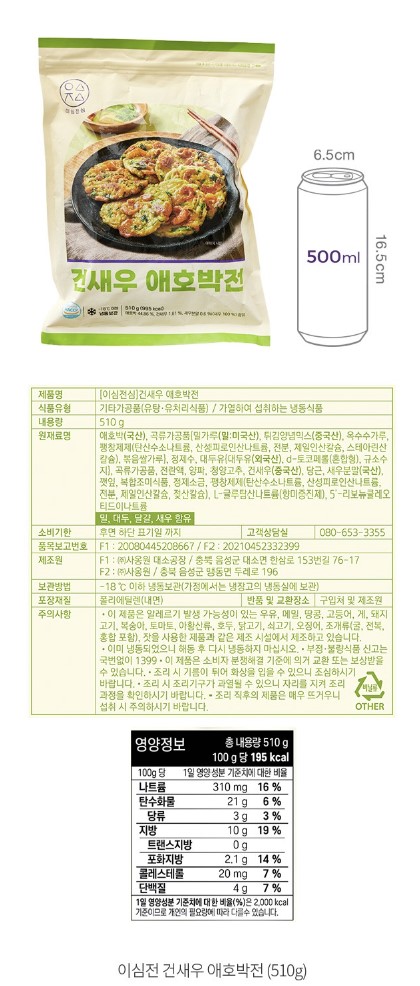 이심전심
건새우 애호박전
-18℃ 이하
냉동 보관
510 g (995 kcal)
6.5cm
500ml
16.5cm
제품명 [이심전심]건새우 애호박전
식품유형 기타가공품(유탕·유처리식품) / 가열하여 섭취하는 냉동식품
내용량 510 g
원재료명 애호박(국산), 곡류가공품[밀가루(밀:미국산), 튀김양념믹스(중국산), 옥수수가루,
팽창제제(탄산수소나트륨, 산성피로인산나트륨, 전분, 제일인산칼슘, 스테아린산
칼슘), 볶음쌀가루], 정제수, 대두유[대두유(외국산), d-토코페롤(혼합형), 규소수
지), 곡류가공품, 전란액, 양파, 청양고추, 건새우(중국산), 당근, 새우분말(국산),
깻잎, 복합조미식품, 정제소금, 팽창제제(탄산수소나트륨, 산성피로인산나트륨,
전분, 제일인산칼슘, 젖산칼슘), L-글루탐산나트륨(향미증진제), 5'-리보뉴클레오
티드이나트륨
밀, 대두, 달걀, 새우 함유
소비기한 후면 하단 표기일 까지 고객상담실 080-653-3355
품목보고번호 F1 : 20080445208667 / F2 : 20210452332399
제조원 F1 : ㈜사옹원 대소공장 / 충북 음성군 대소면 한삼로 153번길 76-17
F2 : ㈜사옹원 / 충북 음성군 맹동면 두레로 196
보관방법 -18 ℃ 이하 냉동보관(가정에서는 냉장고의 냉동실에 보관)
포장재질 폴리에틸렌(내면) 반품 및 교환장소 구입처 및 제조원
주의사항 • 이 제품은 알레르기 발생 가능성이 있는 우유, 메밀, 땅콩, 고등어, 게, 돼지
고기, 복숭아, 토마토, 아황산류, 호두, 닭고기, 쇠고기, 오징어, 조개류(굴, 전복,
홍합 포함), 잣을 사용한 제품과 같은 제조 시설에서 제조하고 있습니다.
• 이미 냉동되었으니 해동 후 다시 냉동하지 마십시오. • 부정·불량식품 신고는
국번없이 1399 • 이 제품은 소비자 분쟁해결 기준에 의거 교환 또는 보상받을
수 있습니다. • 조리 시 기름이 튀어 화상을 입을 수 있으니 조심하시기
바랍니다. • 조리 시 조리기구가 과열될 수 있으니 자리를 지켜 조리
과정을 확인하시기 바랍니다. • 조리 직후의 제품은 매우 뜨거우니
섭취 시 주의하시기 바랍니다.
비닐류
OTHER
영양정보 총 내용량 510 g
100 g 당 195 kcal
100g 당 1일 영양성분 기준치에 대한 비율
나트륨 310 mg 16 %
탄수화물 21 g 6 %
당류 3 g 3 %
지방 10 g 19 %
트랜스지방 0 g
포화지방 2.1 g 14 %
콜레스테롤 20 mg 7 %
단백질 4 g 7 %
1일 영양성분 기준치에 대한 비율(%)은 2,000 kcal
기준이므로 개인의 필요량에 따라 다를수 있습니다.
이심전 건새우 애호박전 (510g)